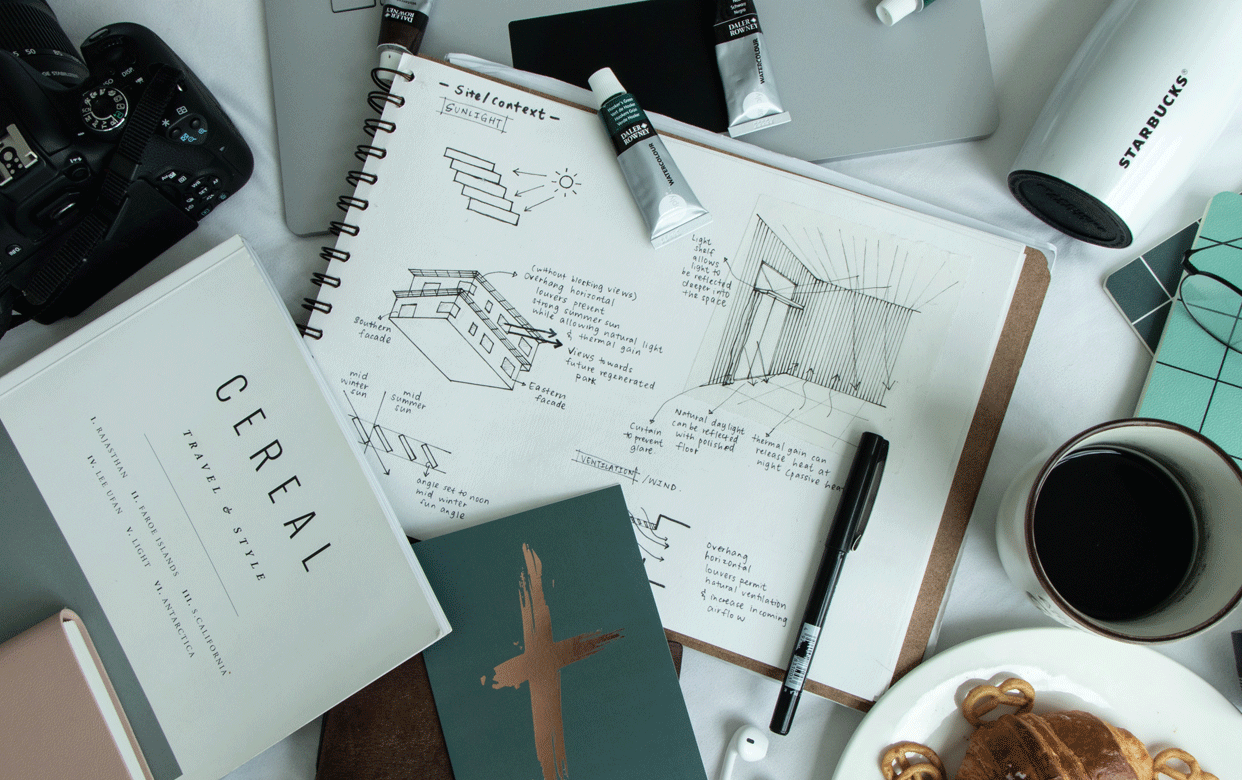 - Site/Context -
SUNLIGHT
Light
shelf
allows
light to
be reflected
deeper into
the space
(without blocking views)
overhang horizontal
louvers prevent
strong summer sun
while allowing natural light
& thermal gain
Southern
facade
Views towards
future regenerated
park
Eastern
facade
mid
winter
sun
mid
summer
sun
angle set to noon
mid winter
sun angle
Curtain
to prevent
glare.
Natural daylight
can be reflected
with polished
floor
thermal gain can
release heat at
night (passive
VENTILATION / WIND.
Overhang
horizontal
louvers permit
natural ventilation
& increase incoming
airflow
CEREAL
TRAVEL & STYLE
I. RAJASTHAN II. FAROE ISLANDS III. S.CALIFORNIA
IV. LEE UFAN V. LIGHT VI. ANTARCTICA
DALER
ROWNEY
WATERCOLOUR
DALER
ROWNEY
WATERCOLOUR
DALER
ROWNEY
STARBUCKS®